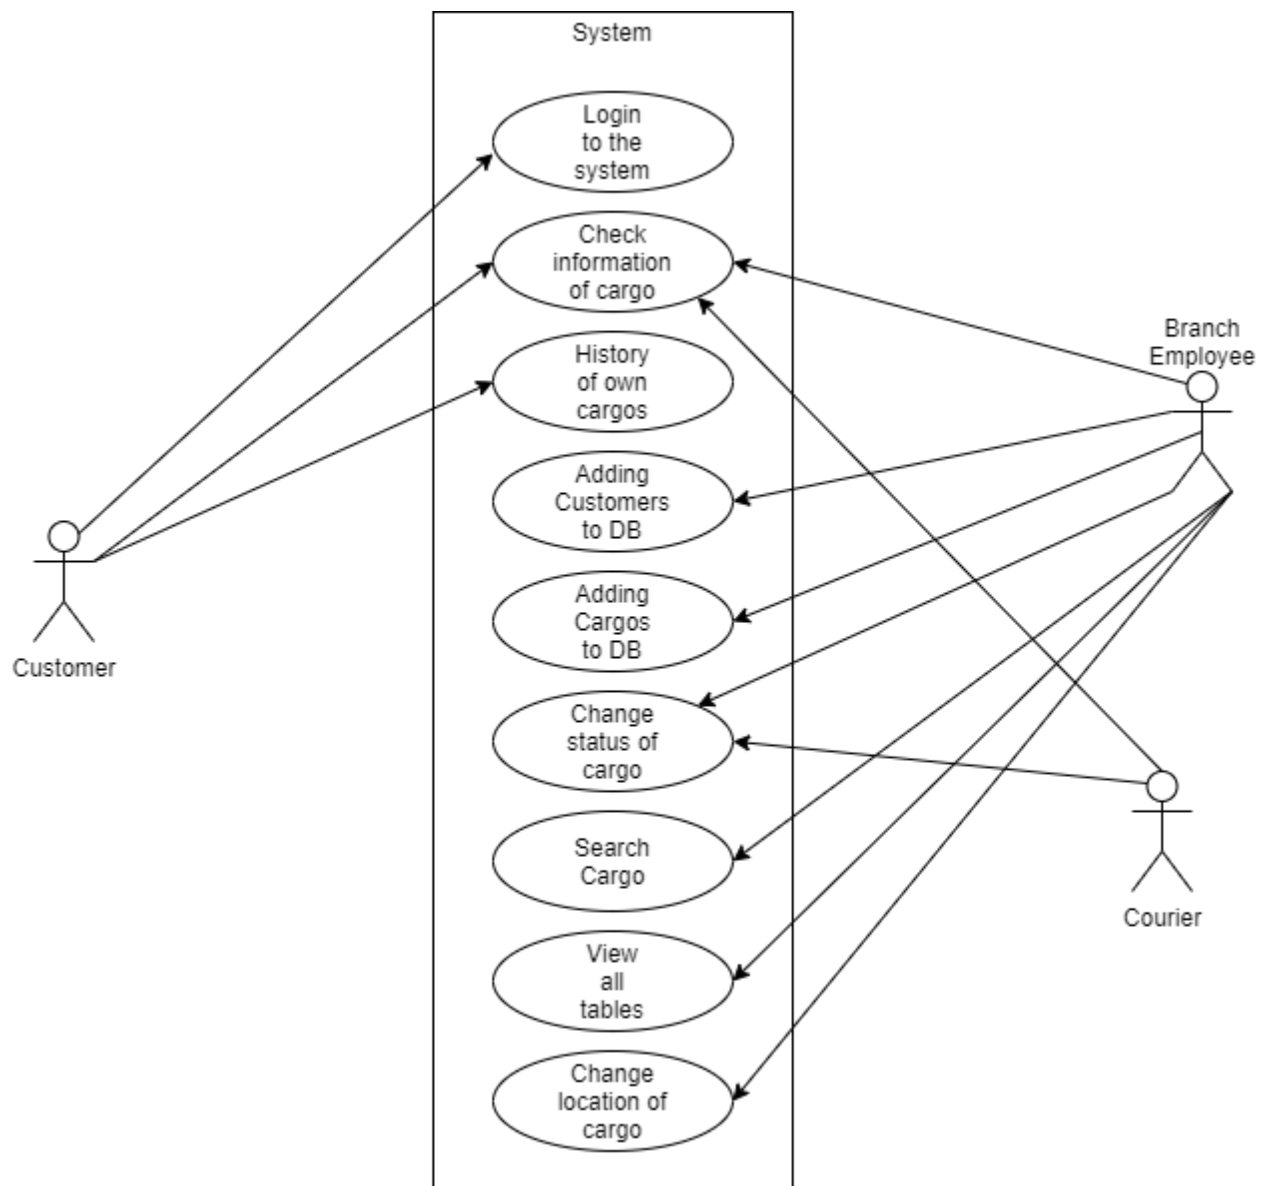 System
Login
to the
system
Check
information
of cargo
History
of own
cargos
Adding
Customers
to DB
Adding
Cargos
to DB
Change
status of
cargo
Search
Cargo
View
all
tables
Change
location of
cargo
Customer
Branch
Employee
Courier